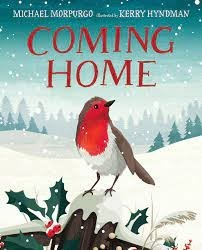 MICHAEL MORPURGO illustrated by KERRY HYNDMAN
COMING
HOME